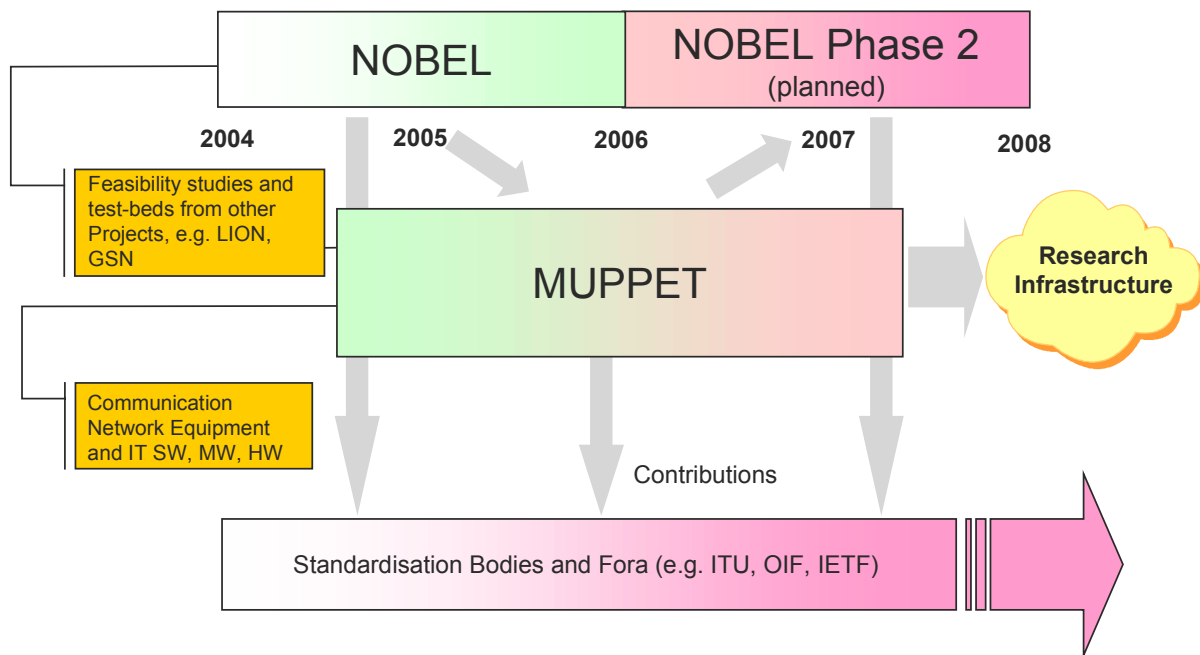 NOBEL
NOBEL Phase 2
(planned)
2004
2005
2006
2007
2008
Feasibility studies and
test-beds from other
Projects, e.g. LION,
GSN
MUPPET
Research
Infrastructure
Communication
Network Equipment
and IT SW, MW, HW
Contributions
Standardisation Bodies and Fora (e.g. ITU, OIF, IETF)